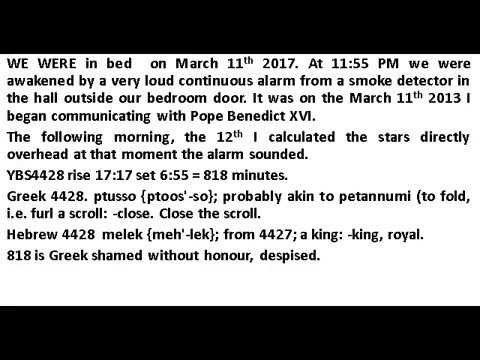 WE WERE in bed on March 11th 2017. At 11:55 PM we were
awakened by a very loud continuous alarm from a smoke detector in
the hall outside our bedroom door. It was on the March 11th 2013 I
began communicating with Pope Benedict XVI.
The following morning, the 12th I calculated the stars directly
overhead at that moment the alarm sounded.
YBS4428 rise 17:17 set 6:55 = 818 minutes.
Greek 4428. ptusso {ptoos'-so}; probably akin to petannumi (to fold,
i.e. furl a scroll: -close. Close the scroll.
Hebrew 4428 melek {meh'-lek}; from 4427; a king: -king, royal.
818 is Greek shamed without honour, despised.